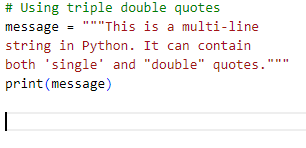 # Using triple double quotes
message = """This is a multi-line
string in Python. It can contain
both 'single' and "double" quotes."""
print(message)